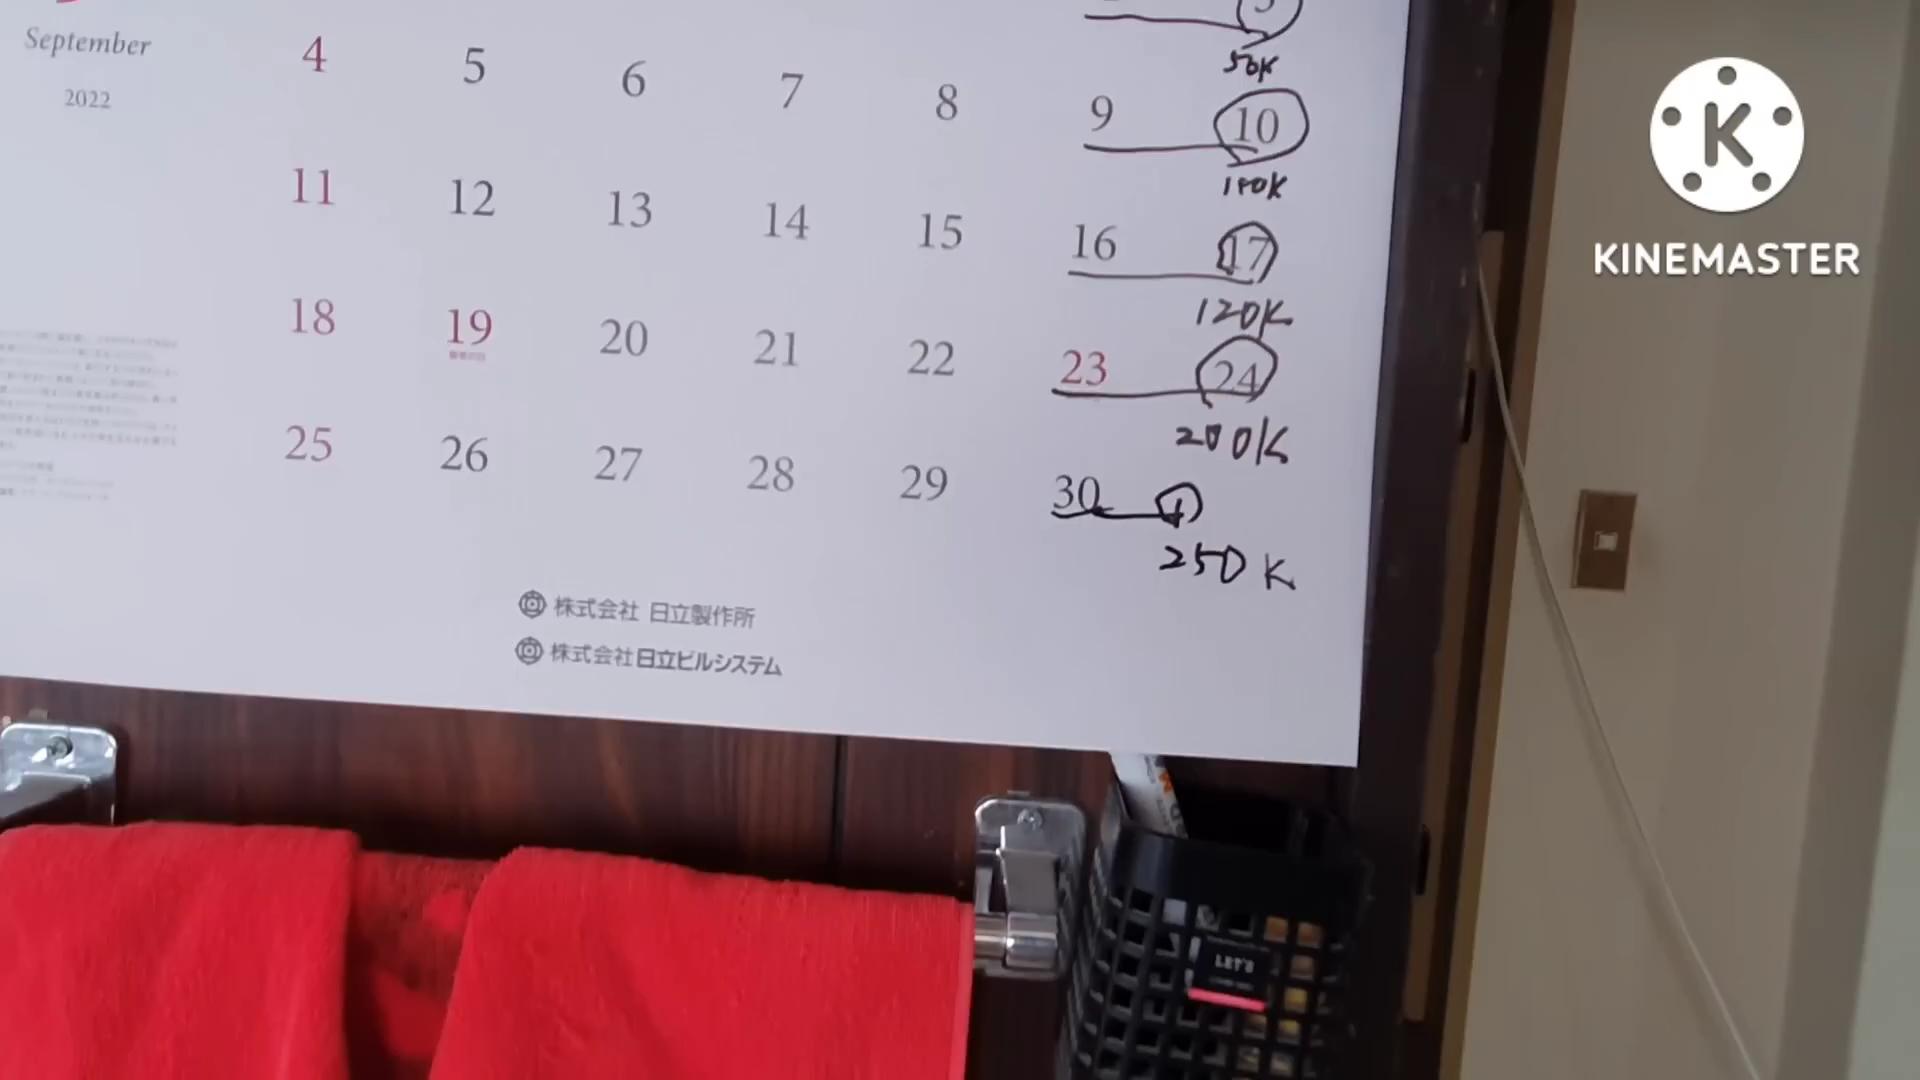 September
2022
3
50K
4 5 6 7 8 9 10
11 12 13 14 15 16 17
120K
18 19 20 21 22 23 24
200K
25 26 27 28 29 30 1
250K
株式会社 日立製作所
株式会社日立ビルシステム
LET'S
K
KINEMASTER